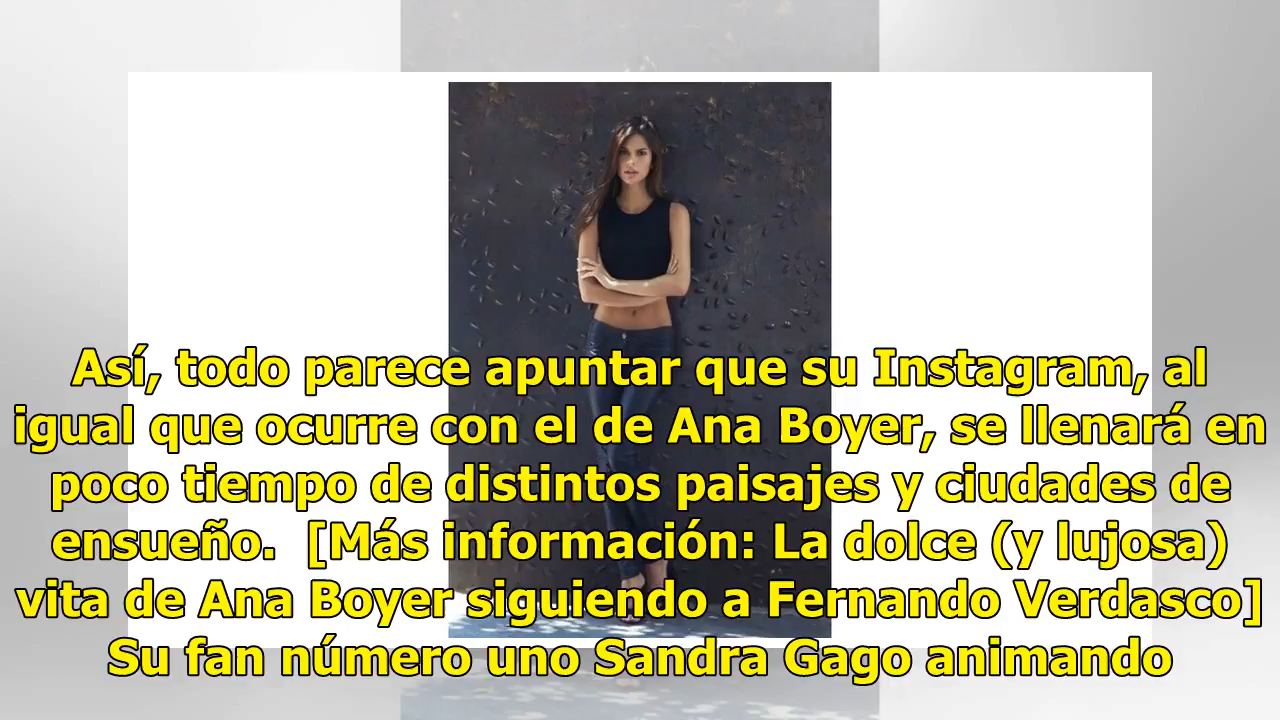 Así, todo parece apuntar que su Instagram, al
igual que ocurre con el de Ana Boyer, se llenará en
poco tiempo de distintos paisajes y ciudades de
ensueño.  [Más información: La dolce (y lujosa)
vita de Ana Boyer siguiendo a Fernando Verdasco]
Su fan número uno Sandra Gago animando